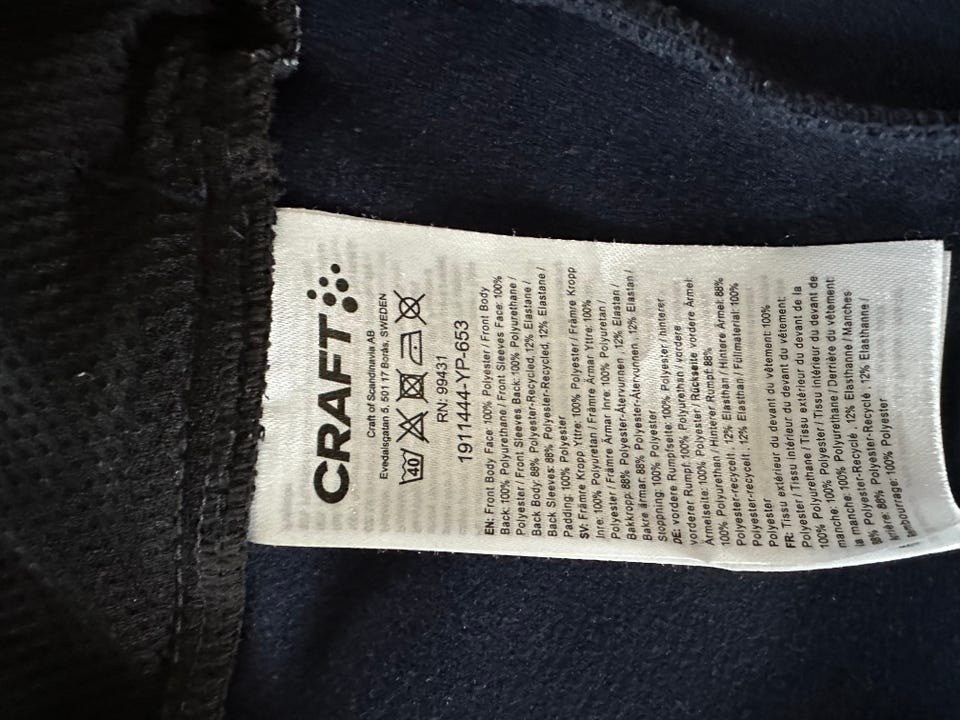 CRAFT
Craft of Scandinavia AB
Evedalsgatan 5, 501 17 Borås, SWEDEN
40
RN: 99431
1911444-YP-653
EN: Front Body Face: 100% Polyester / Front Body
Back: 100% Polyurethane / Front Sleeves Face: 100%
Polyester / Front Sleeves Back: 100% Polyurethane /
Back Body: 88% Polyester-Recycled, 12% Elastane /
Back Sleeves: 88% Polyester-Recycled, 12% Elastane /
Padding: 100% Polyester
SV: Främre Kropp Yttre: 100% Polyester / Främre Kropp
Inre: 100% Polyuretan / Främre Ärmar Yttre: 100%
Polyester / Främre Ärmar Inre: 100% Polyuretan /
Bakkropp: 88% Polyester-Återvunnen , 12% Elastan /
Bakre ärmar: 88% Polyester-Återvunnen , 12% Elastan /
Stoppning: 100% Polyester
DE: vordere Rumpfseite: 100% Polyester / hinterer
vorderer Rumpf: 100% Polyurethan / vordere
Ärmelseite: 100% Polyester / Rückseite vordere Ärmel:
100% Polyurethan / Hinterer Rumpf: 88%
Polyester-recycelt , 12% Elasthan / Hintere Ärmel: 88%
Polyester-recycelt , 12% Elasthan / Füllmaterial: 100%
Polyester
FR: Tissu extérieur du devant du vêtement: 100%
Polyester / Tissu intérieur du devant du vêtement:
100% Polyurethane / Tissu extérieur du devant de la
manche: 100% Polyester / Tissu intérieur du devant de
la manche: 100% Polyurethane / Derrière du vêtement:
88% Polyester-Recyclé , 12% Elasthanne / Manches
arrière: 88% Polyester-Recyclé , 12% Elasthanne /
Rembourrage: 100% Polyester